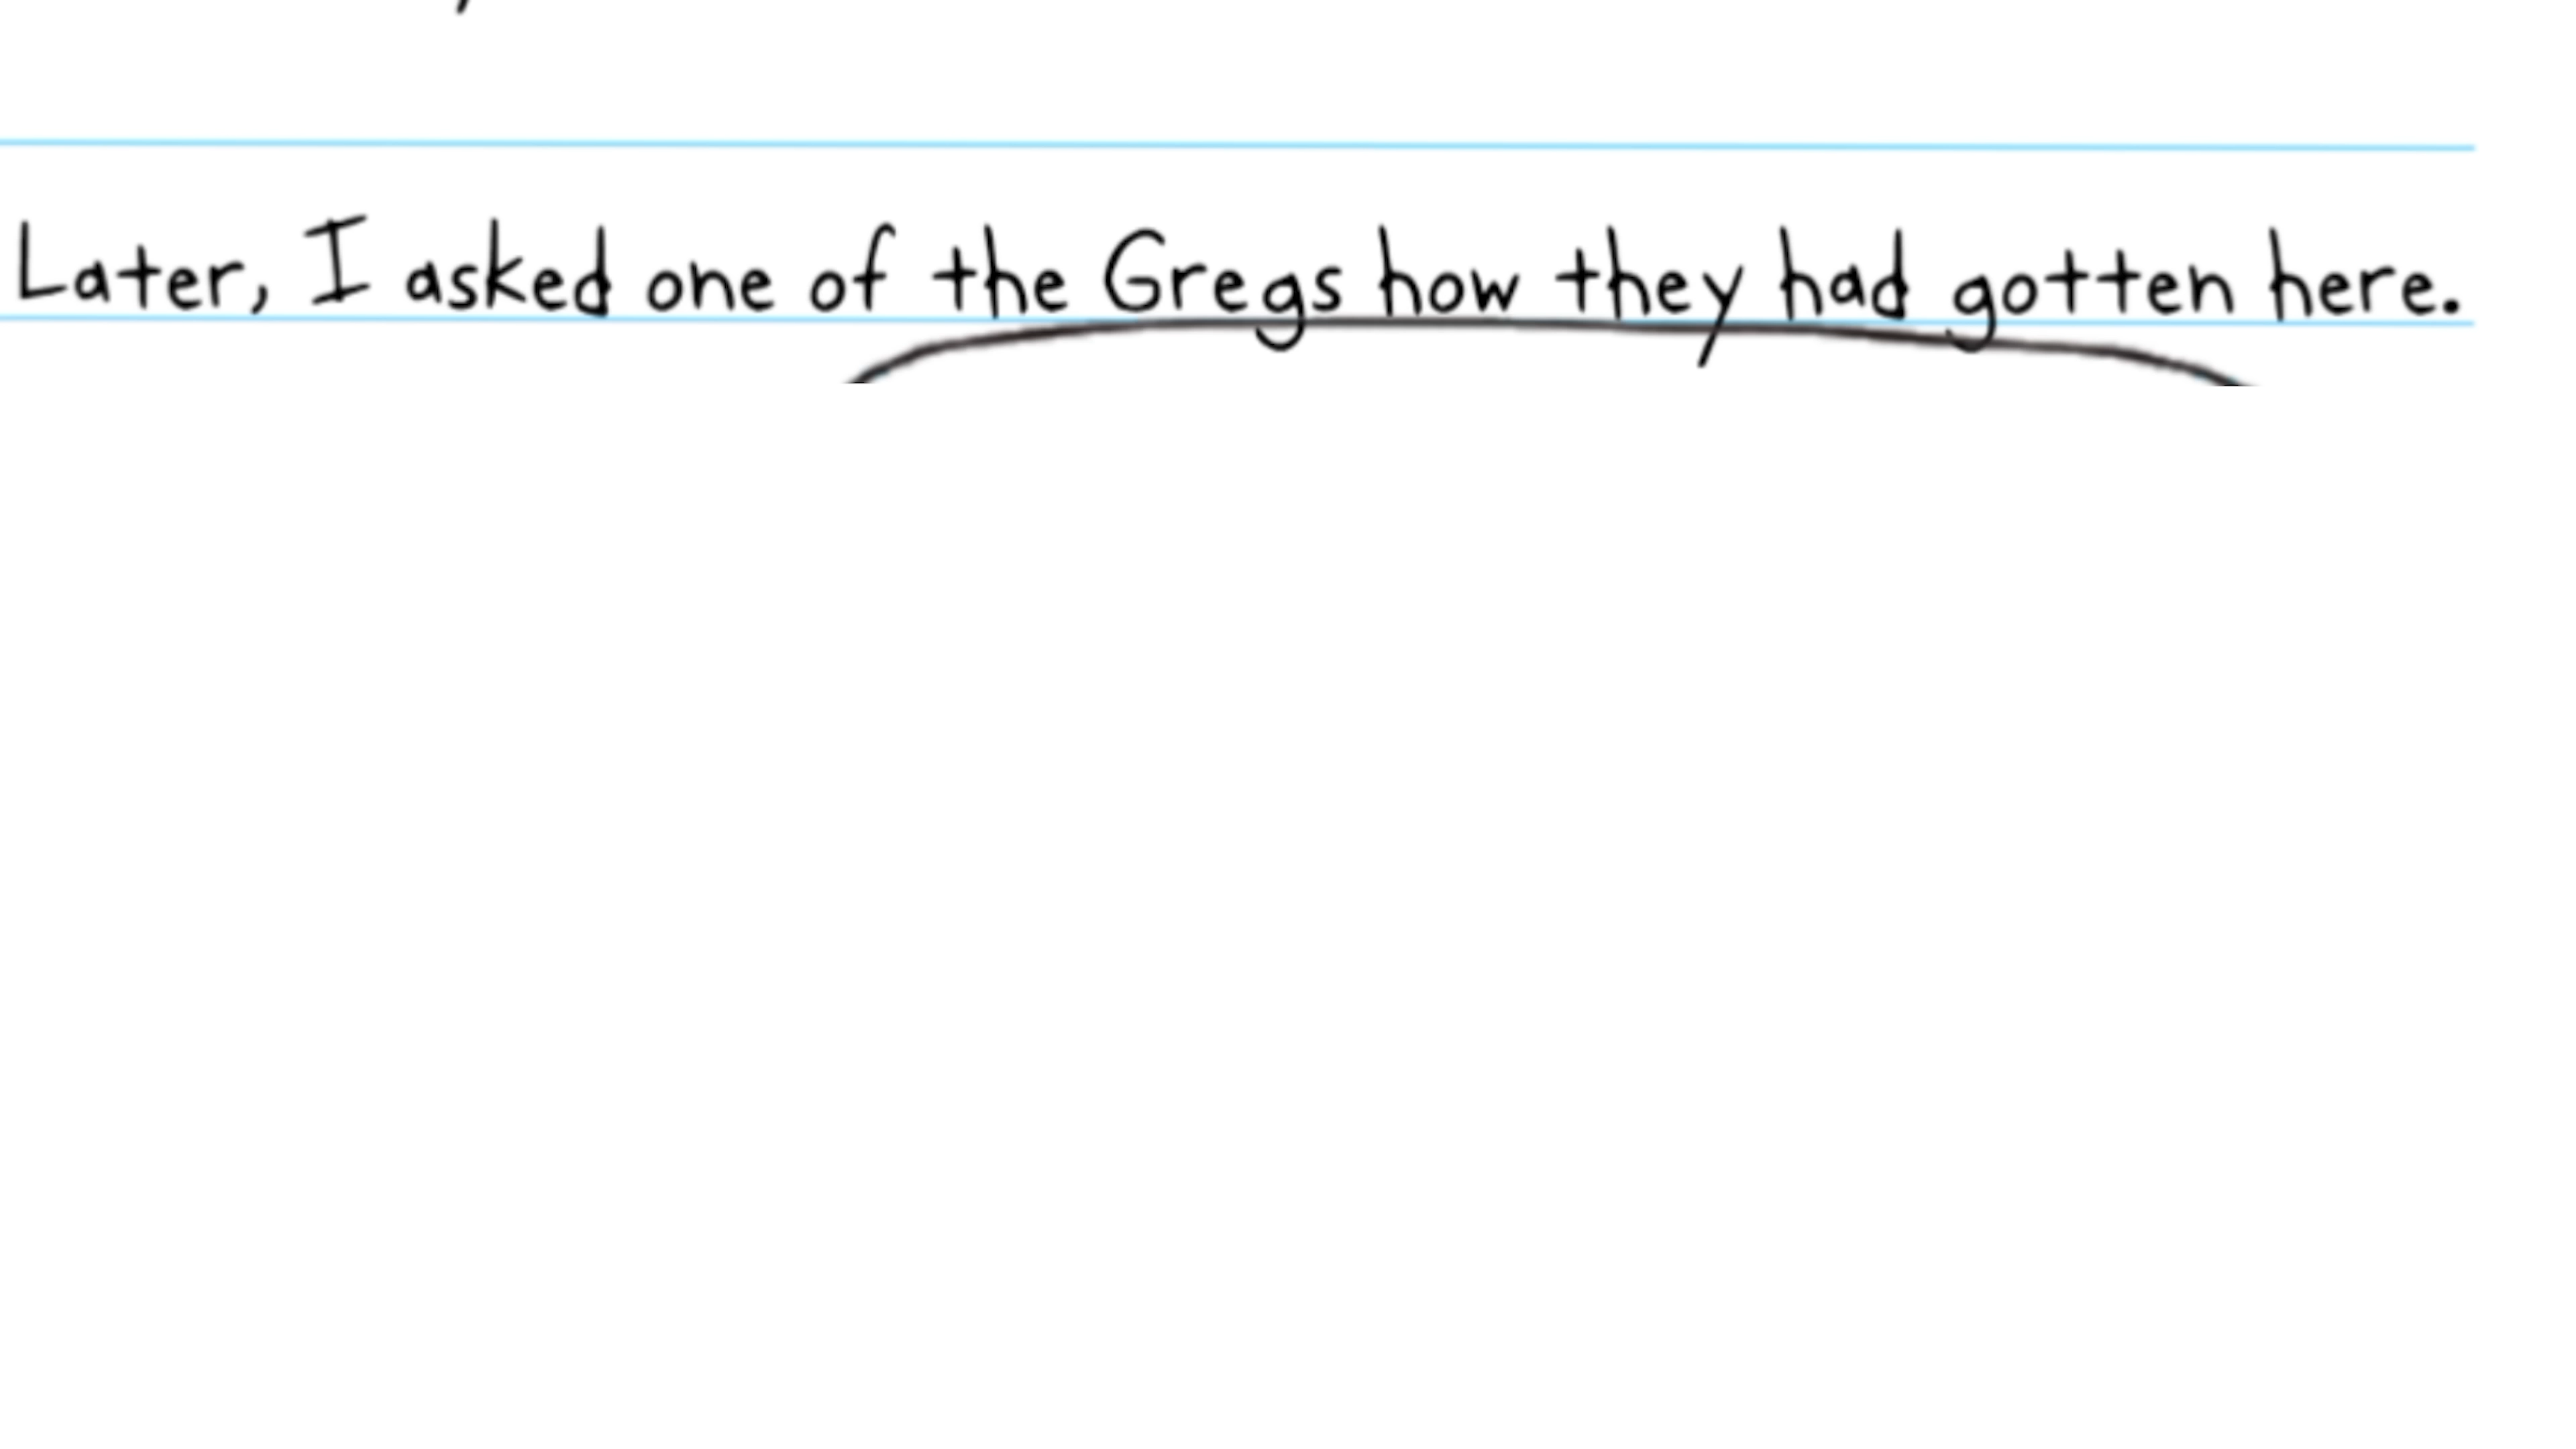 Later, I asked one of the Gregs how they had gotten here.